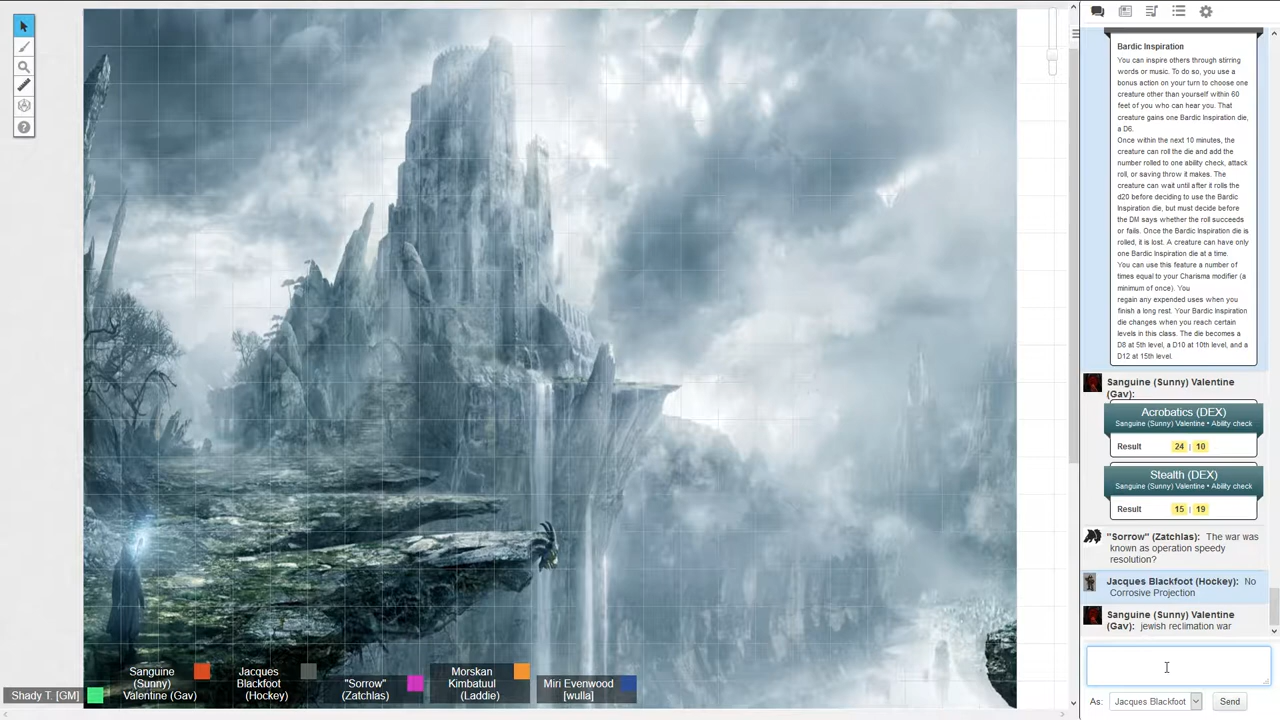 Bardic Inspiration
You can inspire others through stirring
words or music. To do so, you use a
bonus action on your turn to choose one
creature other than yourself within 60
feet of you who can hear you. That
creature gains one Bardic Inspiration die,
a D6.
Once within the next 10 minutes, the
creature can roll the die and add the
number rolled to one ability check, attack
roll, or saving throw it makes. The
creature can wait until after it rolls the
d20 before deciding to use the Bardic
Inspiration die, but must decide before
the DM says whether the roll succeeds
or fails. Once the Bardic Inspiration die is
rolled, it is lost. A creature can have only
one Bardic Inspiration die at a time.
You can use this feature a number of
times equal to your Charisma modifier (a
minimum of once). You
regain any expended uses when you
finish a long rest. Your Bardic Inspiration
die changes when you reach certain
levels in this class. The die becomes a
D8 at 5th level, a D10 at 10th level, and a
D12 at 15th level.
Sanguine (Sunny) Valentine
(Gav):
Acrobatics (DEX)
Sanguine (Sunny) Valentine • Ability check
Result 24 | 10
Stealth (DEX)
Sanguine (Sunny) Valentine • Ability check
Result 15 | 19
"Sorrow" (Zatchlas): The war was
known as operation speedy
resolution?
Jacques Blackfoot (Hockey): No
Corrosive Projection
Sanguine (Sunny) Valentine
(Gav): jewish reclimation war
As: Jacques Blackfoot Send
Shady T. [GM]
Sanguine
(Sunny)
Valentine (Gav)
Jacques
Blackfoot
(Hockey)
"Sorrow"
(Zatchlas)
Morskan
Kimbatuul
(Laddie)
Miri Evenwood
[wulla]